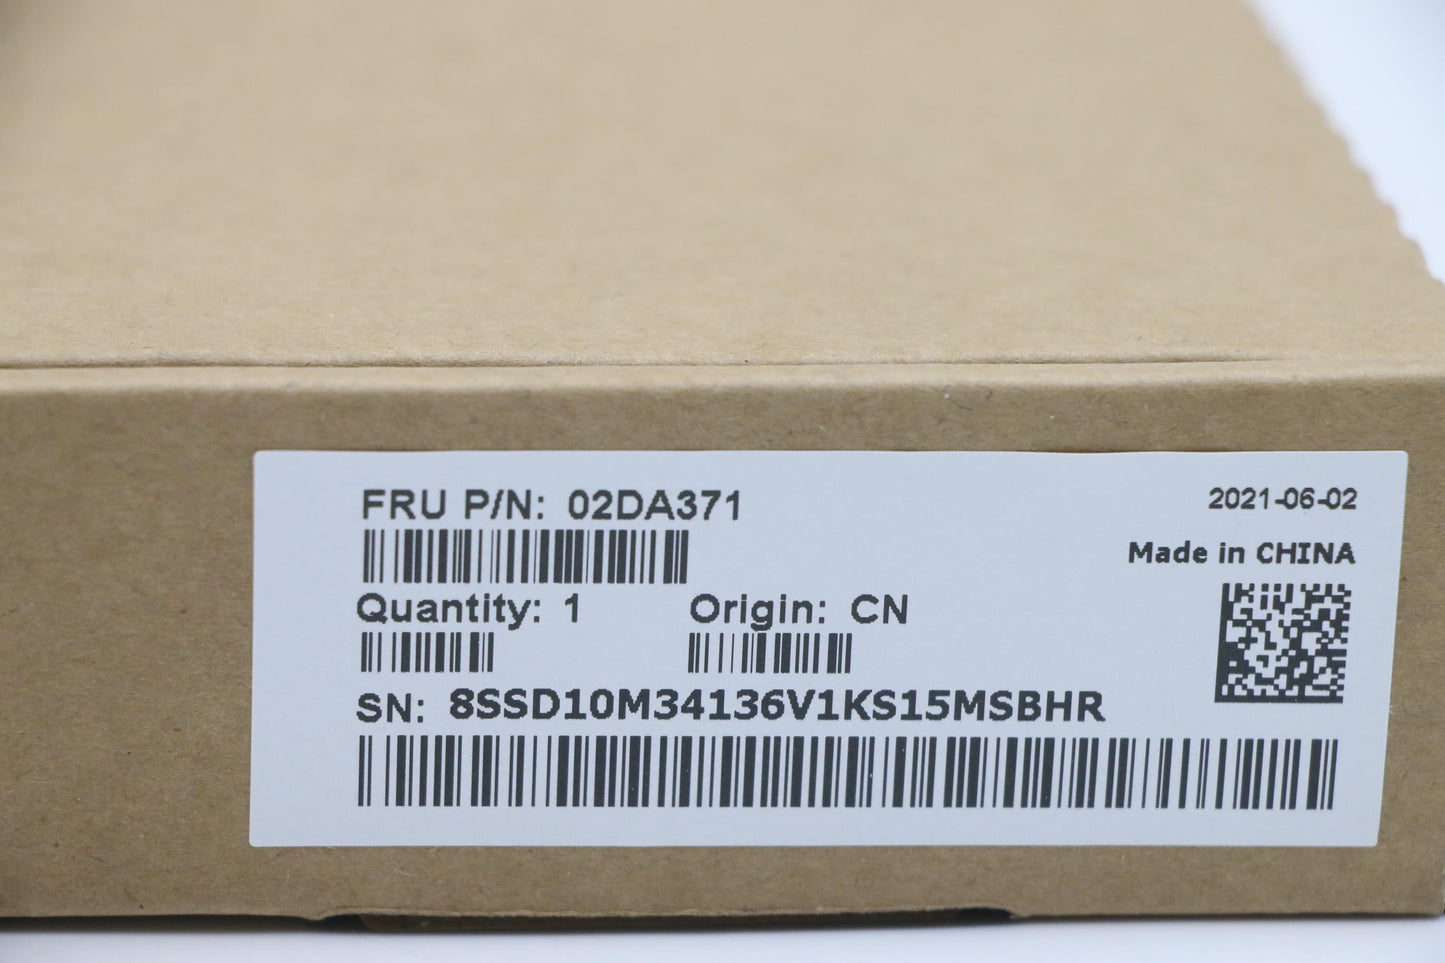 FRU P/N: 02DA371
2021-06-02
Made in CHINA
Quantity: 1
Origin: CN
SN: 8SSD10M34136V1KS15MSBHR